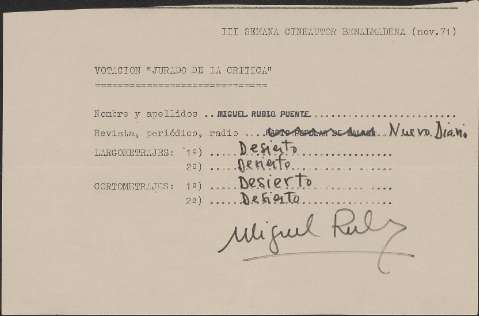 III SEMANA CINEAUTOR BENALMADENA (nov.71)
VOTACION "JURADO DE LA CRITICA"
===========================
Nombre y apellidos ..MIGUEL RUBIO PUENTE...........................
Revista, periódico, radio .... Nuevo Diario
LARGOMETRAJES: 1º) ....Desierto..................
2º) ....Desierto..................
CORTOMETRAJES: 1º) ....Desierto..................
2º) ....Desierto..................
Miguel Rubio